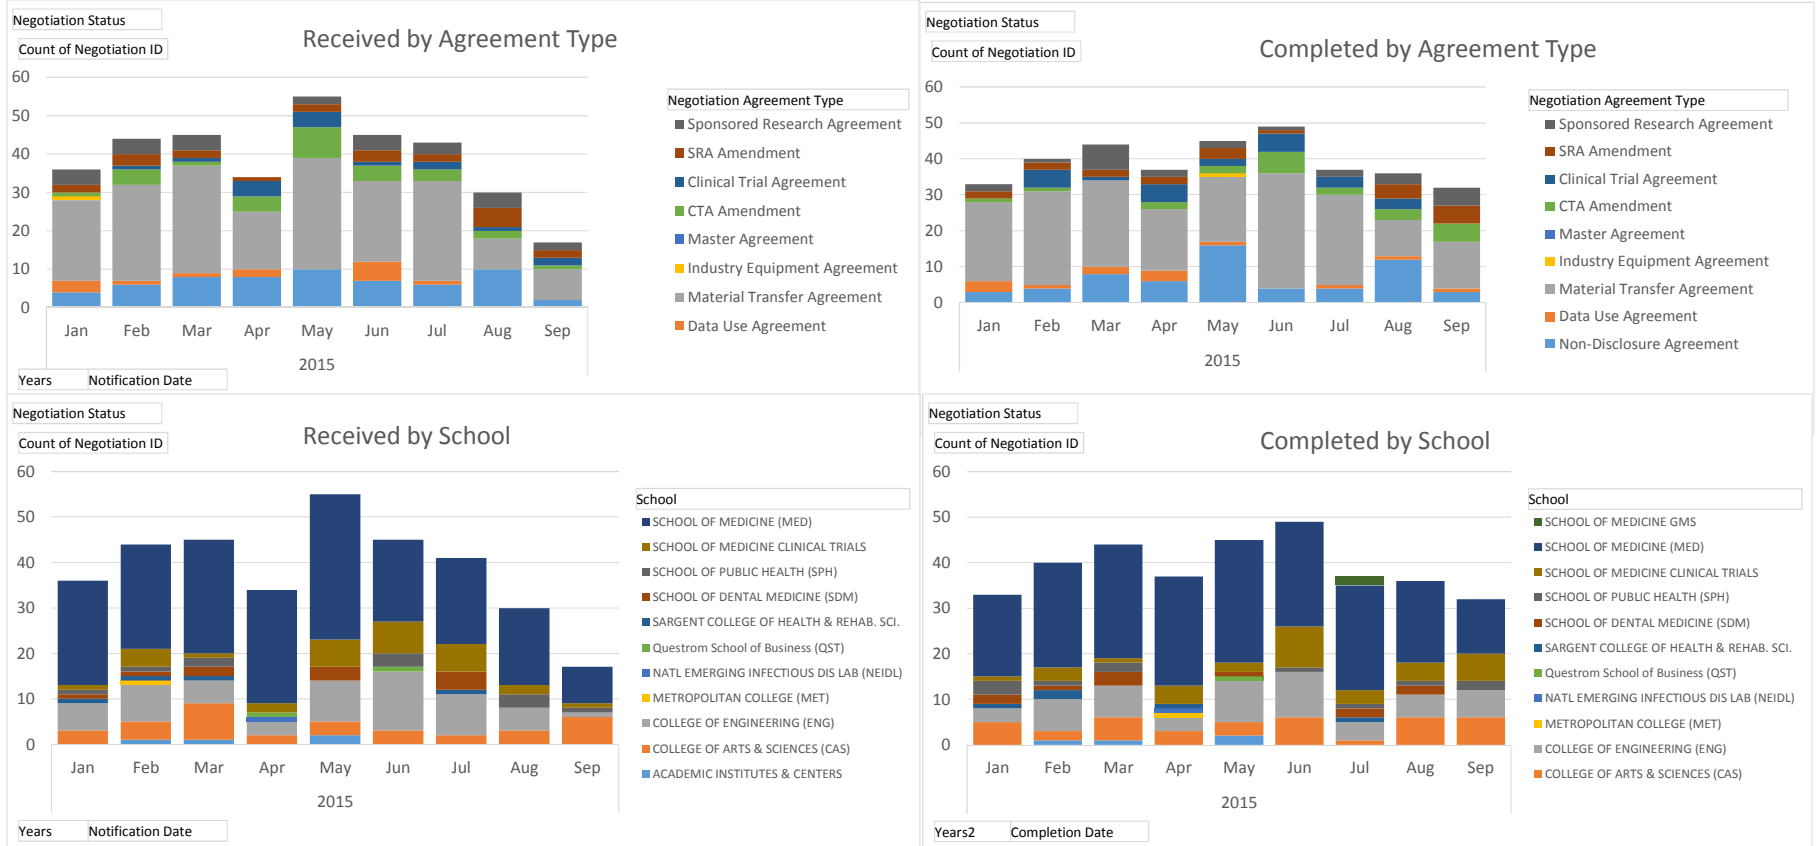 Negotiation Status
Count of Negotiation ID
Received by Agreement Type
60
50
40
30
20
10
0
Jan Feb Mar Apr May Jun Jul Aug Sep
2015
Years Notification Date
Negotiation Agreement Type
Sponsored Research Agreement
SRA Amendment
Clinical Trial Agreement
CTA Amendment
Master Agreement
Industry Equipment Agreement
Material Transfer Agreement
Data Use Agreement
Negotiation Status
Count of Negotiation ID
Completed by Agreement Type
60
50
40
30
20
10
0
Jan Feb Mar Apr May Jun Jul Aug Sep
2015
Negotiation Agreement Type
Sponsored Research Agreement
SRA Amendment
Clinical Trial Agreement
CTA Amendment
Master Agreement
Industry Equipment Agreement
Material Transfer Agreement
Data Use Agreement
Non-Disclosure Agreement
Negotiation Status
Count of Negotiation ID
Received by School
60
50
40
30
20
10
0
Jan Feb Mar Apr May Jun Jul Aug Sep
2015
Years Notification Date
School
SCHOOL OF MEDICINE (MED)
SCHOOL OF MEDICINE CLINICAL TRIALS
SCHOOL OF PUBLIC HEALTH (SPH)
SCHOOL OF DENTAL MEDICINE (SDM)
SARGENT COLLEGE OF HEALTH & REHAB. SCI.
Questrom School of Business (QST)
NATL EMERGING INFECTIOUS DIS LAB (NEIDL)
METROPOLITAN COLLEGE (MET)
COLLEGE OF ENGINEERING (ENG)
COLLEGE OF ARTS & SCIENCES (CAS)
ACADEMIC INSTITUTES & CENTERS
Negotiation Status
Count of Negotiation ID
Completed by School
60
50
40
30
20
10
0
Jan Feb Mar Apr May Jun Jul Aug Sep
2015
Years2 Completion Date
School
SCHOOL OF MEDICINE GMS
SCHOOL OF MEDICINE (MED)
SCHOOL OF MEDICINE CLINICAL TRIALS
SCHOOL OF PUBLIC HEALTH (SPH)
SCHOOL OF DENTAL MEDICINE (SDM)
SARGENT COLLEGE OF HEALTH & REHAB. SCI.
Questrom School of Business (QST)
NATL EMERGING INFECTIOUS DIS LAB (NEIDL)
METROPOLITAN COLLEGE (MET)
COLLEGE OF ENGINEERING (ENG)
COLLEGE OF ARTS & SCIENCES (CAS)